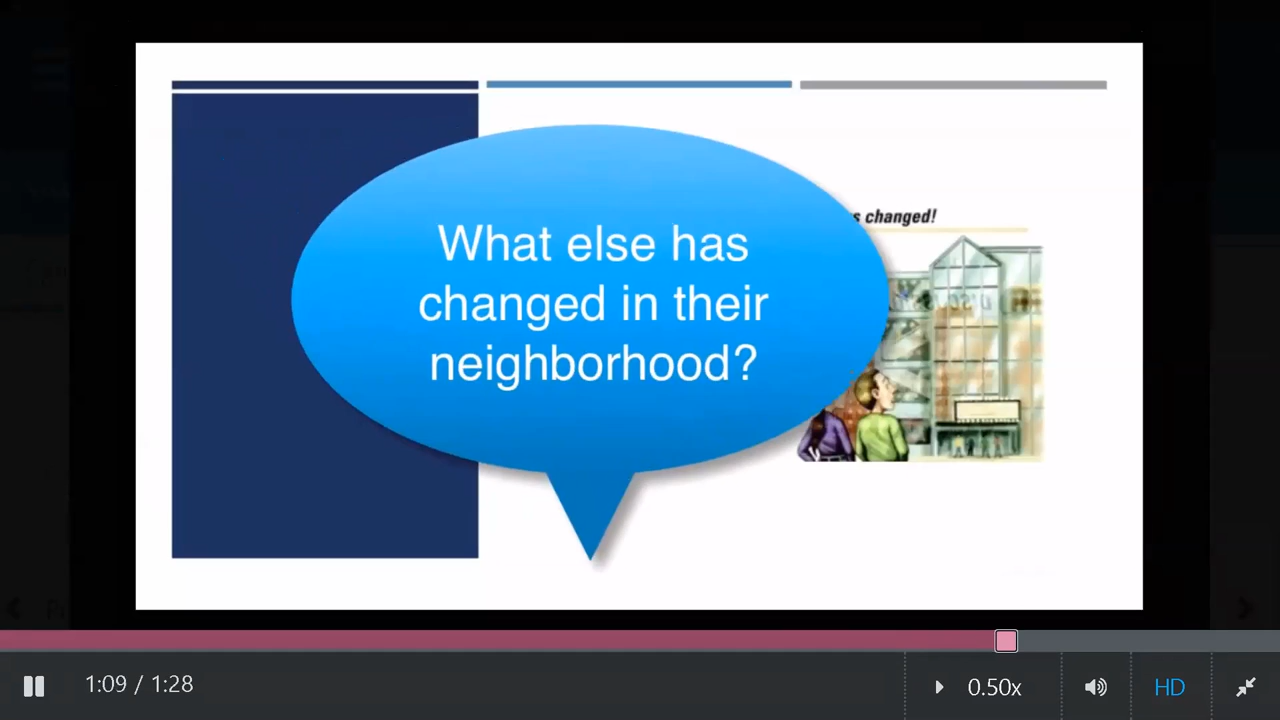 What else has
changed in their
neighborhood?
s changed!
1:09 / 1:28
0.50x
HD